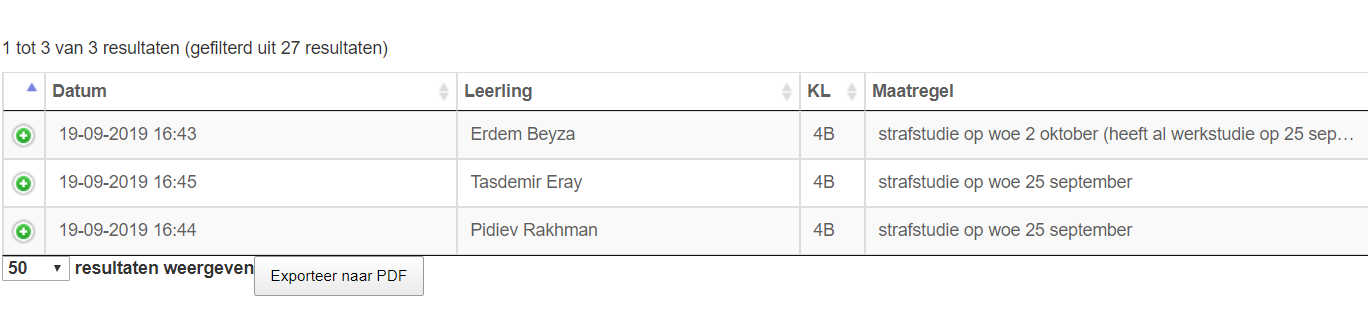 1 tot 3 van 3 resultaten (gefilterd uit 27 resultaten)
Datum Leerling KL Maatregel
19-09-2019 16:43 Erdem Beyza 4B strafstudie op woe 2 oktober (heeft al werkstudie op 25 sep…
19-09-2019 16:45 Tasdemir Eray 4B strafstudie op woe 25 september
19-09-2019 16:44 Pidiev Rakhman 4B strafstudie op woe 25 september
50 resultaten weergeven Exporteer naar PDF